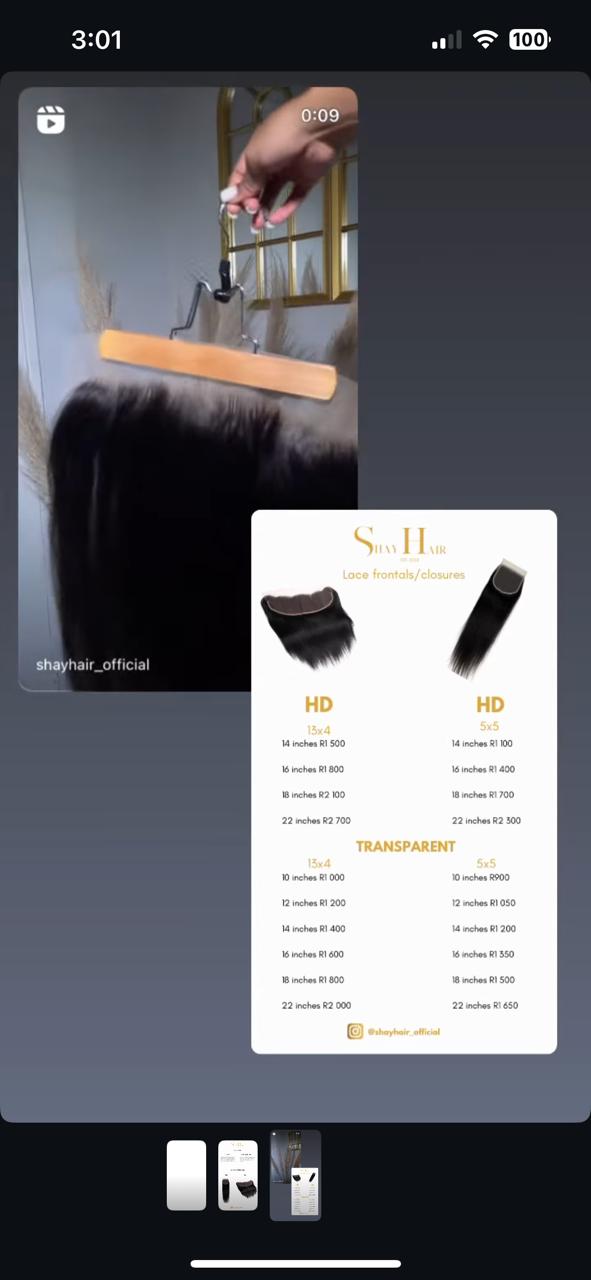 3:01
100
0:09
shayhair_official
SHAY HAIR
Lace frontals/closures
HD
13x4
14 inches R1 500
16 inches R1 800
18 inches R2 100
22 inches R2 700
HD
5x5
14 inches R1 100
16 inches R1 400
18 inches R1 700
22 inches R2 300
TRANSPARENT
13x4
10 inches R1 000
12 inches R1 200
14 inches R1 400
16 inches R1 600
18 inches R1 800
22 inches R2 000
5x5
10 inches R900
12 inches R1 050
14 inches R1 200
16 inches R1 350
18 inches R1 500
22 inches R1 650
@shayhair_official